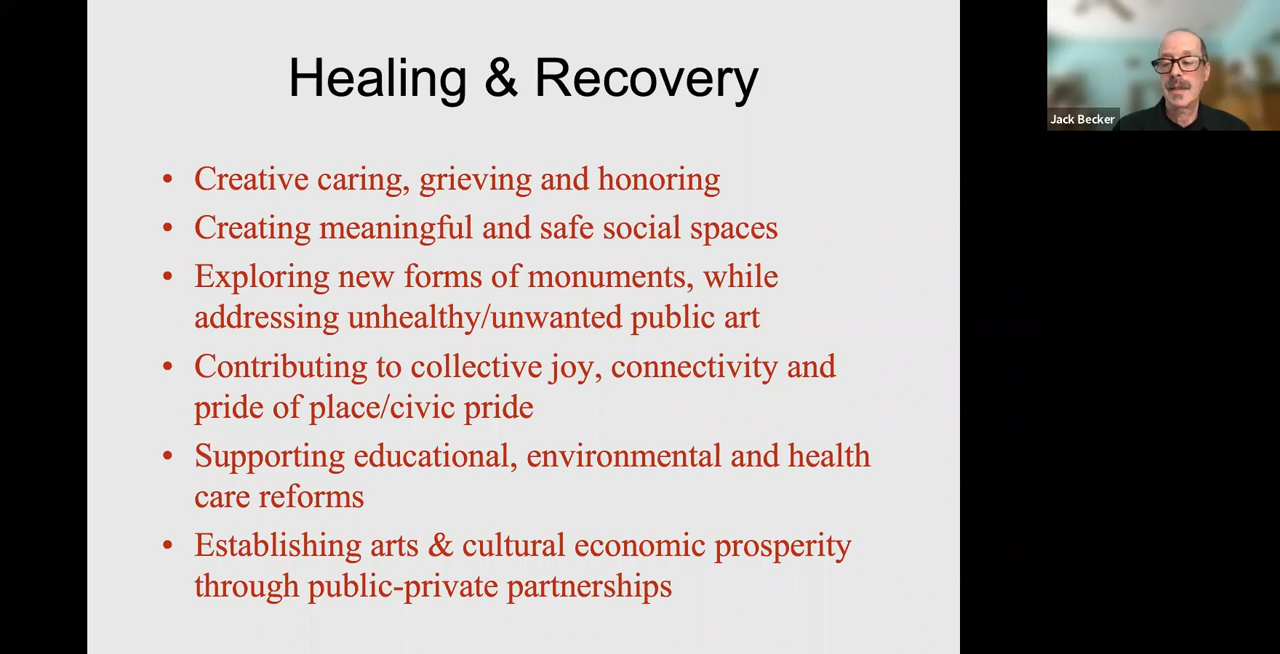 Healing & Recovery
Jack Becker
• Creative caring, grieving and honoring
• Creating meaningful and safe social spaces
• Exploring new forms of monuments, while
addressing unhealthy/unwanted public art
• Contributing to collective joy, connectivity and
pride of place/civic pride
• Supporting educational, environmental and health
care reforms
• Establishing arts & cultural economic prosperity
through public-private partnerships